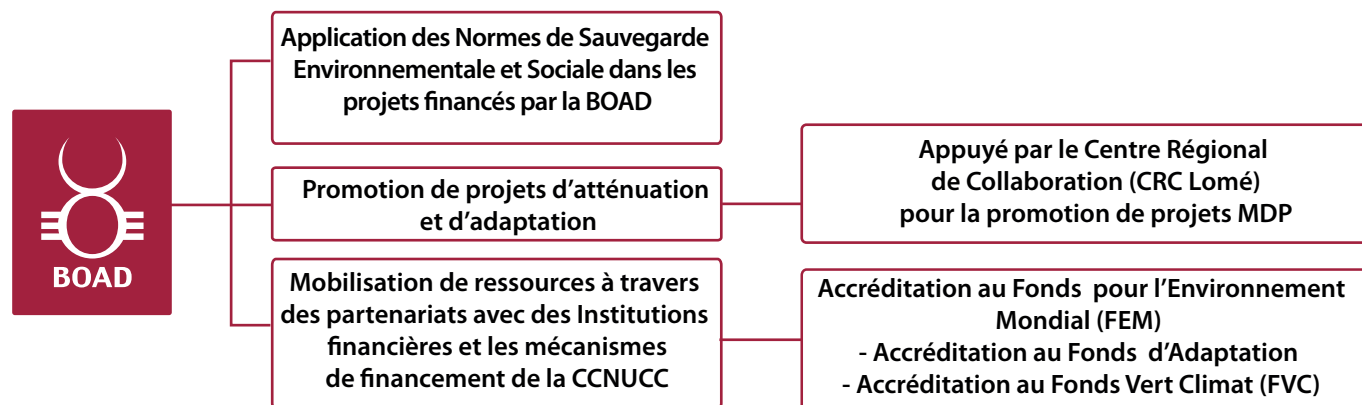 BOAD
Application des Normes de Sauvegarde
Environnementale et Sociale dans les
projets financés par la BOAD
Promotion de projets d'atténuation
et d'adaptation
Appuyé par le Centre Régional
de Collaboration (CRC Lomé)
pour la promotion de projets MDP
Mobilisation de ressources à travers
des partenariats avec des Institutions
financières et les mécanismes
de financement de la CCNUCC
Accréditation au Fonds pour l'Environnement
Mondial (FEM)
- Accréditation au Fonds d'Adaptation
- Accréditation au Fonds Vert Climat (FVC)